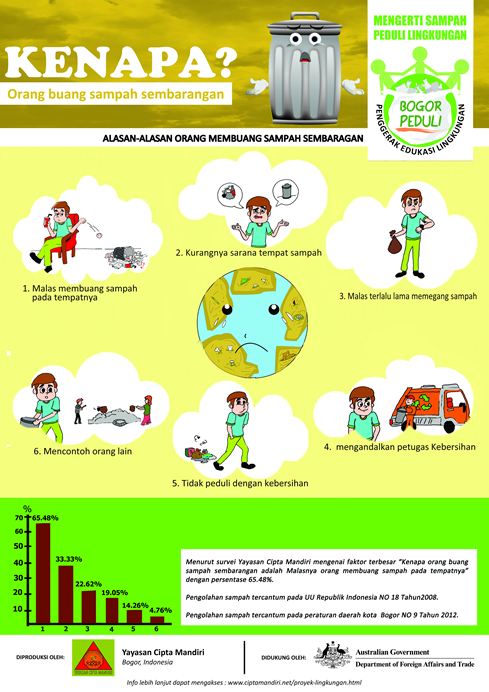 KENAPA?
Orang buang sampah sembarangan
MENGERTI SAMPAH
PEDULI LINGKUNGAN
BOGOR
PEDULI
PENGGERAK EDUKASI LINGKUNGAN
ALASAN-ALASAN ORANG MEMBUANG SAMPAH SEMBARAGAN
1. Malas membuang sampah
pada tempatnya
2. Kurangnya sarana tempat sampah
3. Malas terlalu lama memegang sampah
6. Mencontoh orang lain
5. Tidak peduli dengan kebersihan
4. mengandalkan petugas Kebersihan
%
70
60
50
40
30
20
10
65.48%
33.33%
22.62%
19.05%
14.26%
4.76%
1 2 3 4 5 6
Menurut survei Yayasan Cipta Mandiri mengenai faktor terbesar "Kenapa orang buang
sampah sembarangan adalah Malasnya orang membuang sampah pada tempatnya"
dengan persentase 65.48%.
Pengolahan sampah tercantum pada UU Republik Indonesia NO 18 Tahun2008.
Pengolahan sampah tercantum pada peraturan daerah kota Bogor NO 9 Tahun 2012.
DIPRODUKSI OLEH:
Yayasan Cipta Mandiri
Bogor, Indonesia
DIDUKUNG OLEH:
Australian Government
Department of Foreign Affairs and Trade
Info lebih lanjut dapat mengakses : www.ciptamandiri.net/proyek-lingkungan.html